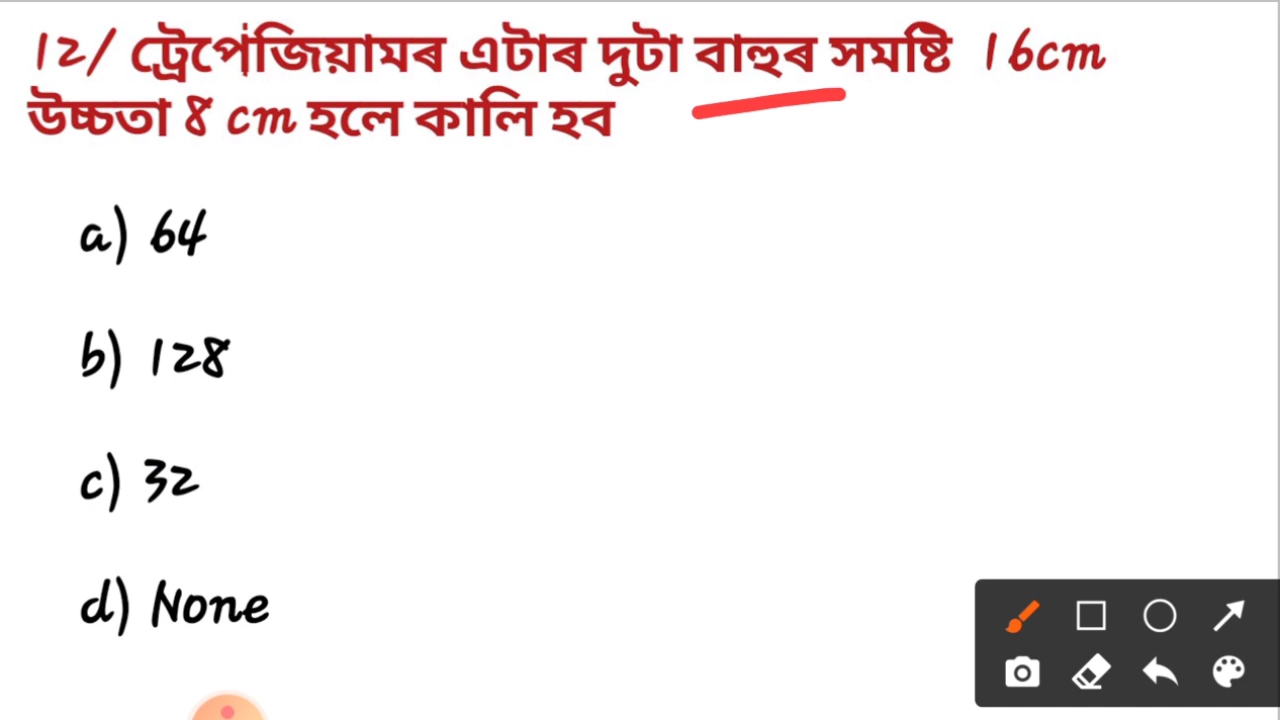 12/ ট্ৰেপেজিয়ামৰ এটাৰ দুটা বাহুৰ সমষ্টি 16cm
উচ্চতা 8 cm হলে কালি হব
a) 64
b) 128
c) 32
d) None